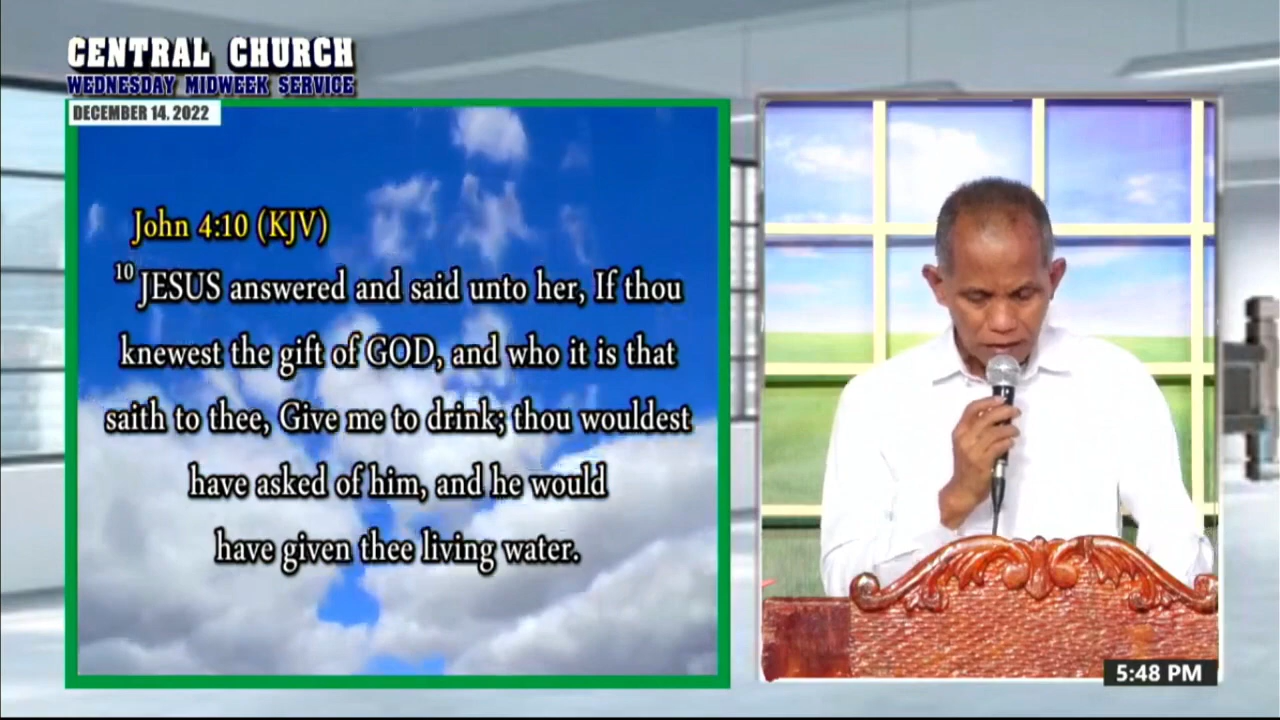 CENTRAL CHURCH
WEDNESDAY MIDWEEK SERVICE
DECEMBER 14, 2022
John 4:10 (KJV)
10 JESUS answered and said unto her, If thou
knewest the gift of GOD, and who it is that
saith to thee, Give me to drink; thou wouldest
have asked of him, and he would
have given thee living water.
5:48 PM